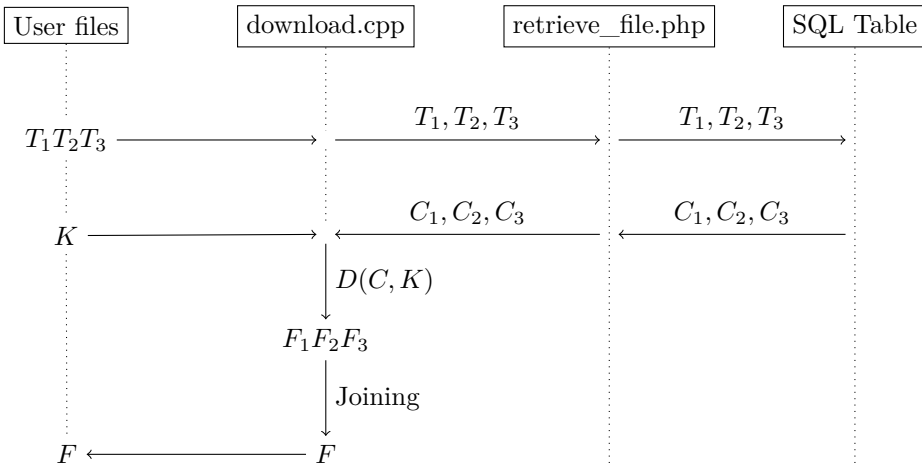 User files download.cpp retrieve_file.php SQL Table
T₁T₂T₃ T₁, T₂, T₃ T₁, T₂, T₃
K C₁, C₂, C₃ C₁, C₂, C₃
D(C, K)
F₁F₂F₃
Joining
F F